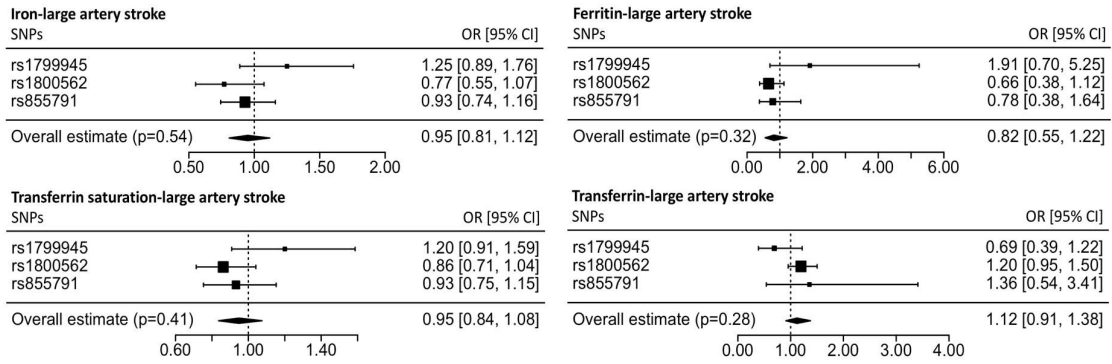 Iron-large artery stroke
SNPs OR [95% CI]
rs1799945 1.25 [0.89, 1.76]
rs1800562 0.77 [0.55, 1.07]
rs855791 0.93 [0.74, 1.16]
Overall estimate (p=0.54) 0.95 [0.81, 1.12]
0.50 1.00 1.50 2.00
Ferritin-large artery stroke
SNPs OR [95% CI]
rs1799945 1.91 [0.70, 5.25]
rs1800562 0.66 [0.38, 1.12]
rs855791 0.78 [0.38, 1.64]
Overall estimate (p=0.32) 0.82 [0.55, 1.22]
0.00 2.00 4.00 6.00
Transferrin saturation-large artery stroke
SNPs OR [95% CI]
rs1799945 1.20 [0.91, 1.59]
rs1800562 0.86 [0.71, 1.04]
rs855791 0.93 [0.75, 1.15]
Overall estimate (p=0.41) 0.95 [0.84, 1.08]
0.60 1.00 1.40
Transferrin-large artery stroke
SNPs OR [95% CI]
rs1799945 0.69 [0.39, 1.22]
rs1800562 1.20 [0.95, 1.50]
rs855791 1.36 [0.54, 3.41]
Overall estimate (p=0.28) 1.12 [0.91, 1.38]
0.00 1.00 2.00 3.00 4.00